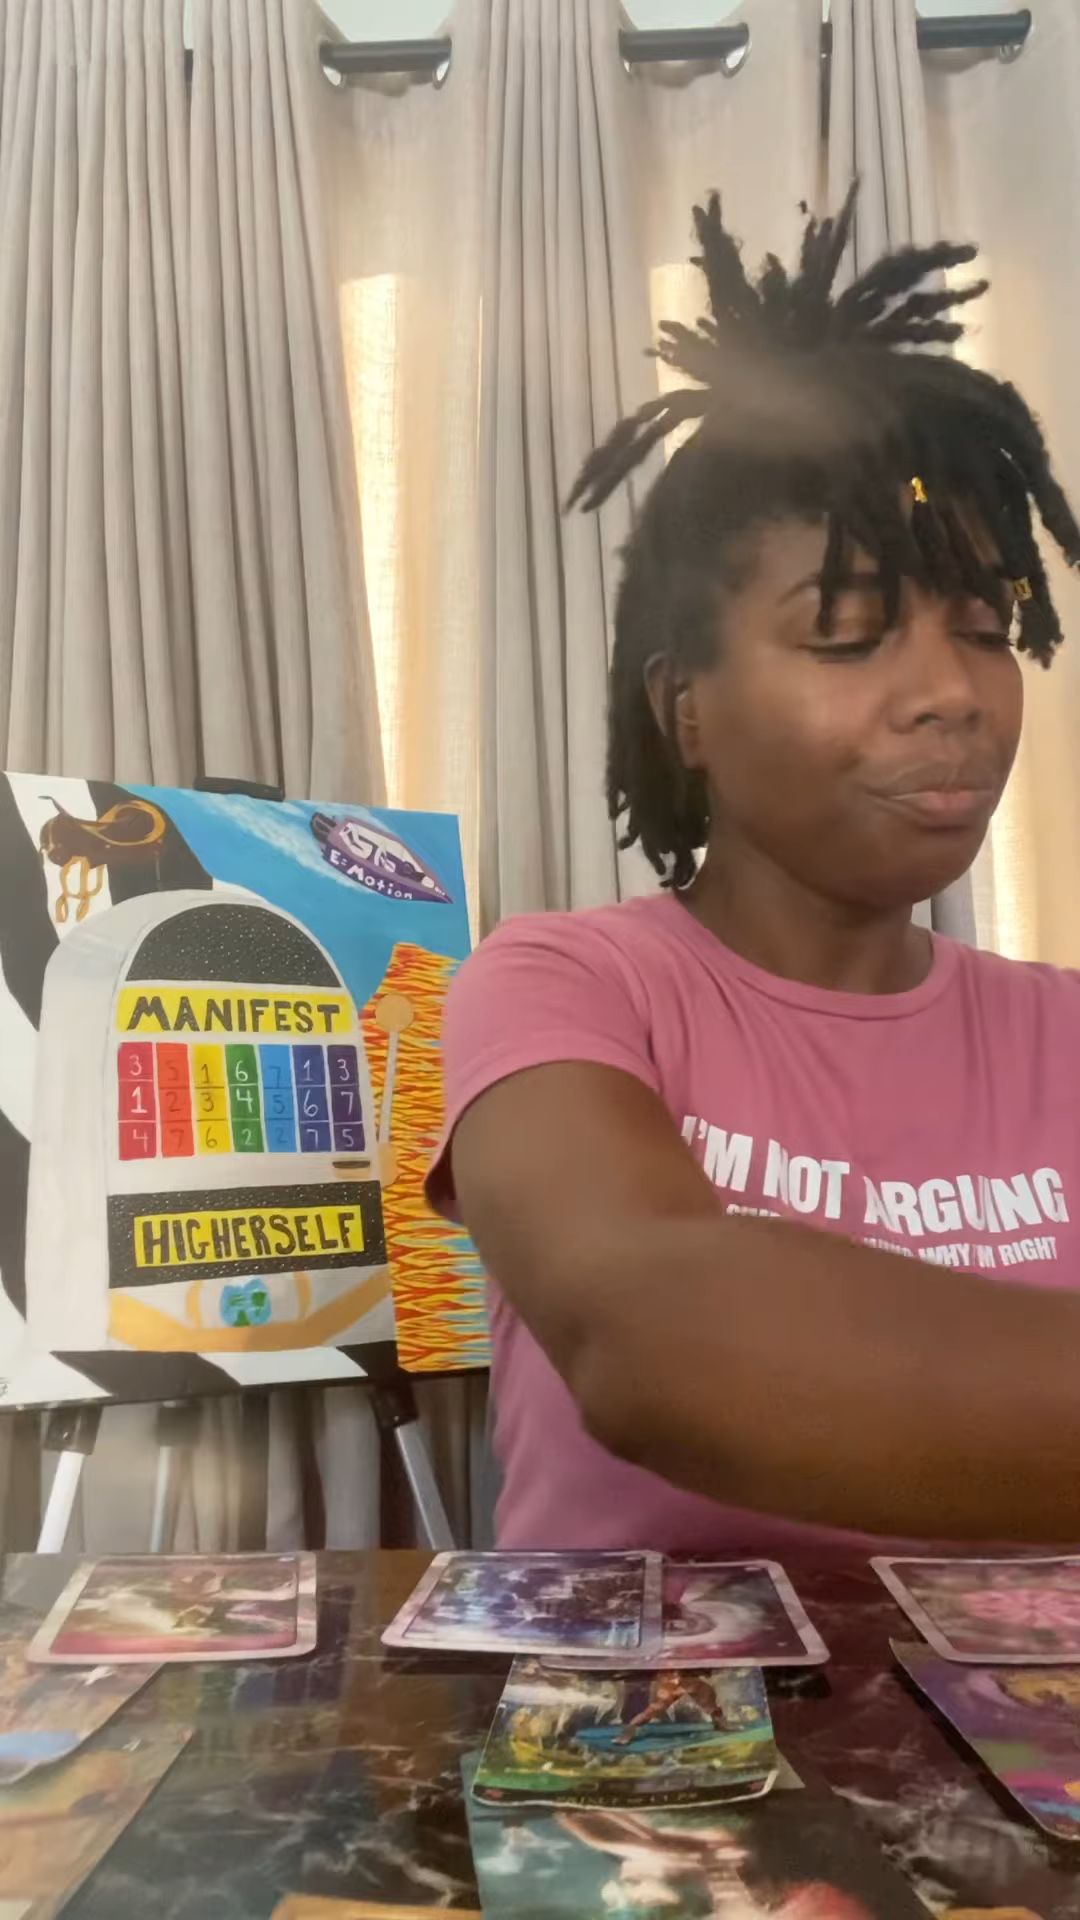 E=Motion
MANIFEST
3 5 1 6 7 1 3
1 2 3 4 5 6 7
4 7 6 2 2 7 5
HIGHERSELF
I'M NOT ARGUING
WHY I'M RIGHT